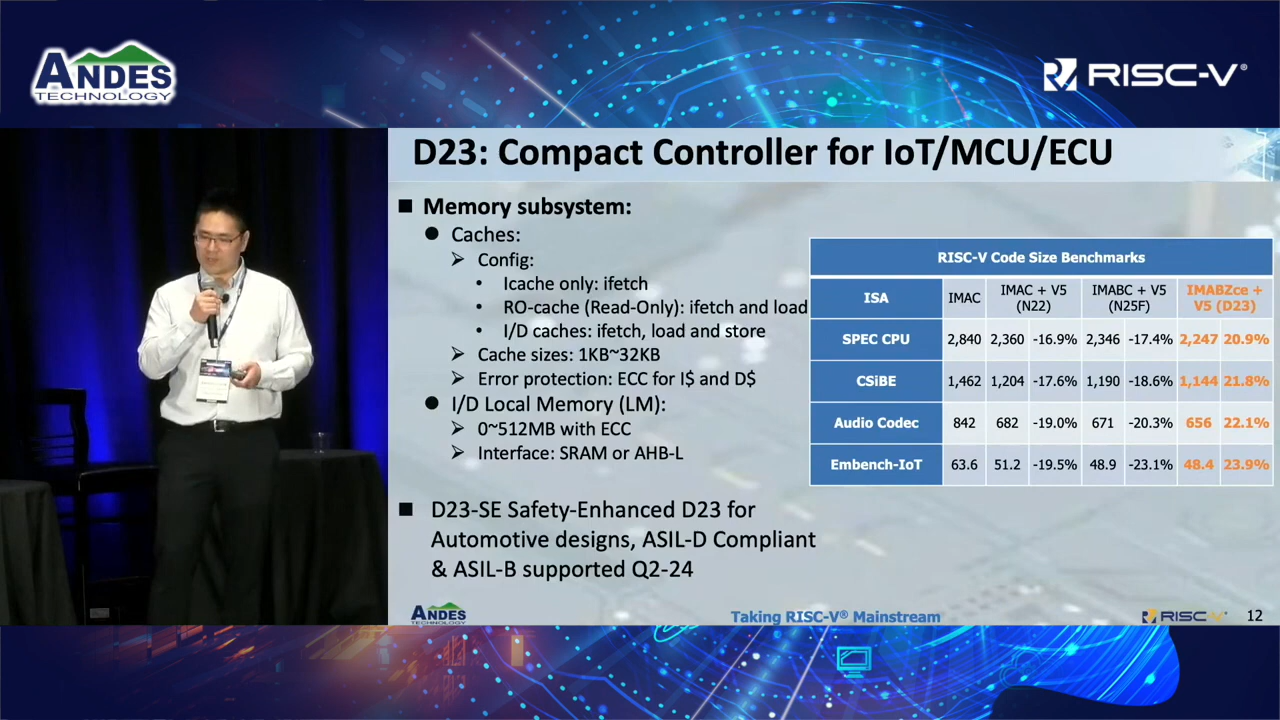 ANDES
TECHNOLOGY
RISC-V®
D23: Compact Controller for IoT/MCU/ECU
■ Memory subsystem:
● Caches:
➢ Config:
• Icache only: ifetch
• RO-cache (Read-Only): ifetch and load
• I/D caches: ifetch, load and store
➢ Cache sizes: 1KB~32KB
➢ Error protection: ECC for I$ and D$
● I/D Local Memory (LM):
➢ 0~512MB with ECC
➢ Interface: SRAM or AHB-L
■ D23-SE Safety-Enhanced D23 for
Automotive designs, ASIL-D Compliant
& ASIL-B supported Q2-24
RISC-V Code Size Benchmarks
ISA IMAC IMAC + V5 (N22) IMABC + V5 (N25F) IMABZce + V5 (D23)
SPEC CPU 2,840 2,360 -16.9% 2,346 -17.4% 2,247 20.9%
CSiBE 1,462 1,204 -17.6% 1,190 -18.6% 1,144 21.8%
Audio Codec 842 682 -19.0% 671 -20.3% 656 22.1%
Embench-IoT 63.6 51.2 -19.5% 48.9 -23.1% 48.4 23.9%
ANDES
TECHNOLOGY
Taking RISC-V® Mainstream
RISC-V
12